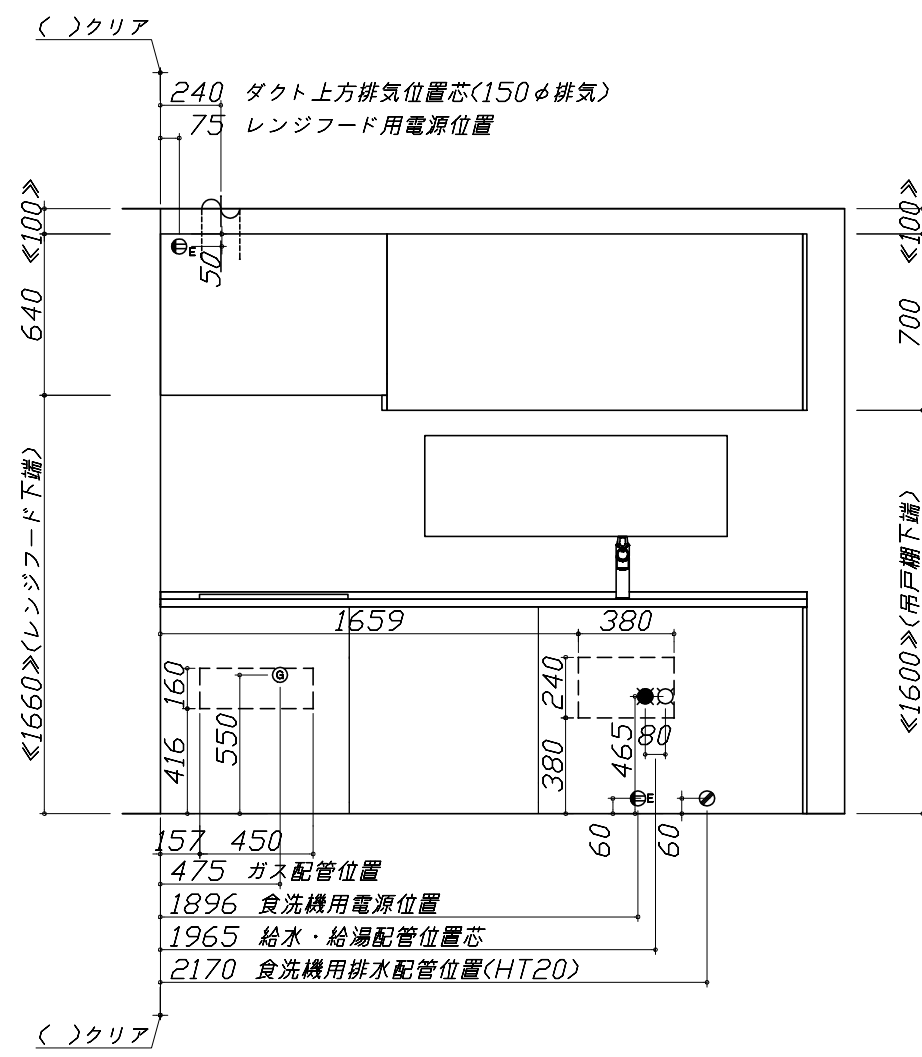 ( )クリア
240 ダクト上方排気位置芯(150φ排気)
75 レンジフード用電源位置
≪100≫
≪100≫
E
50
640
700
≪1660≫(レンジフード下端)
≪1600≫(吊戸棚下端)
1659
380
160
G
240
416
550
380
465
80
E
60
60
157
450
475 ガス配管位置
1896 食洗機用電源位置
1965 給水・給湯配管位置芯
2170 食洗機用排水配管位置(HT20)
( )クリア